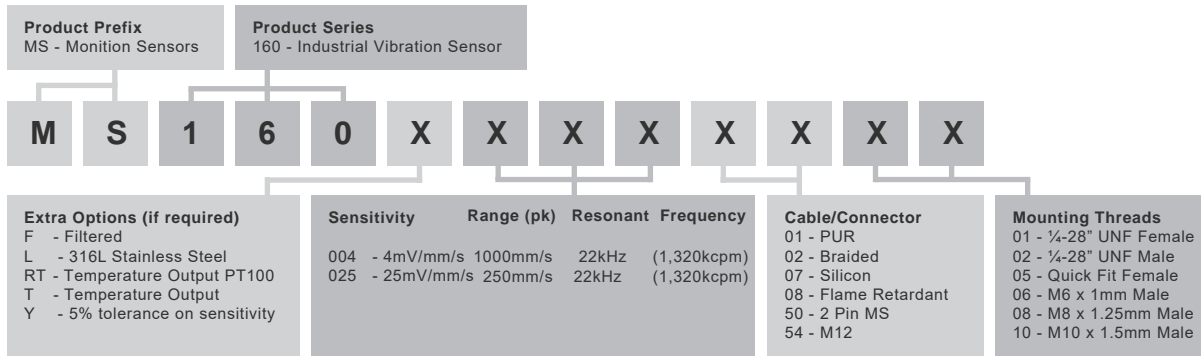 Product Prefix
MS - Monition Sensors
Product Series
160 - Industrial Vibration Sensor
M S 1 6 0 X X X X X X X X
Extra Options (if required)
F - Filtered
L - 316L Stainless Steel
RT - Temperature Output PT100
T - Temperature Output
Y - 5% tolerance on sensitivity
Sensitivity Range (pk) Resonant Frequency
004 - 4mV/mm/s 1000mm/s 22kHz (1,320kcpm)
025 - 25mV/mm/s 250mm/s 22kHz (1,320kcpm)
Cable/Connector
01 - PUR
02 - Braided
07 - Silicon
08 - Flame Retardant
50 - 2 Pin MS
54 - M12
Mounting Threads
01 - ¼-28” UNF Female
02 - ¼-28” UNF Male
05 - Quick Fit Female
06 - M6 x 1mm Male
08 - M8 x 1.25mm Male
10 - M10 x 1.5mm Male